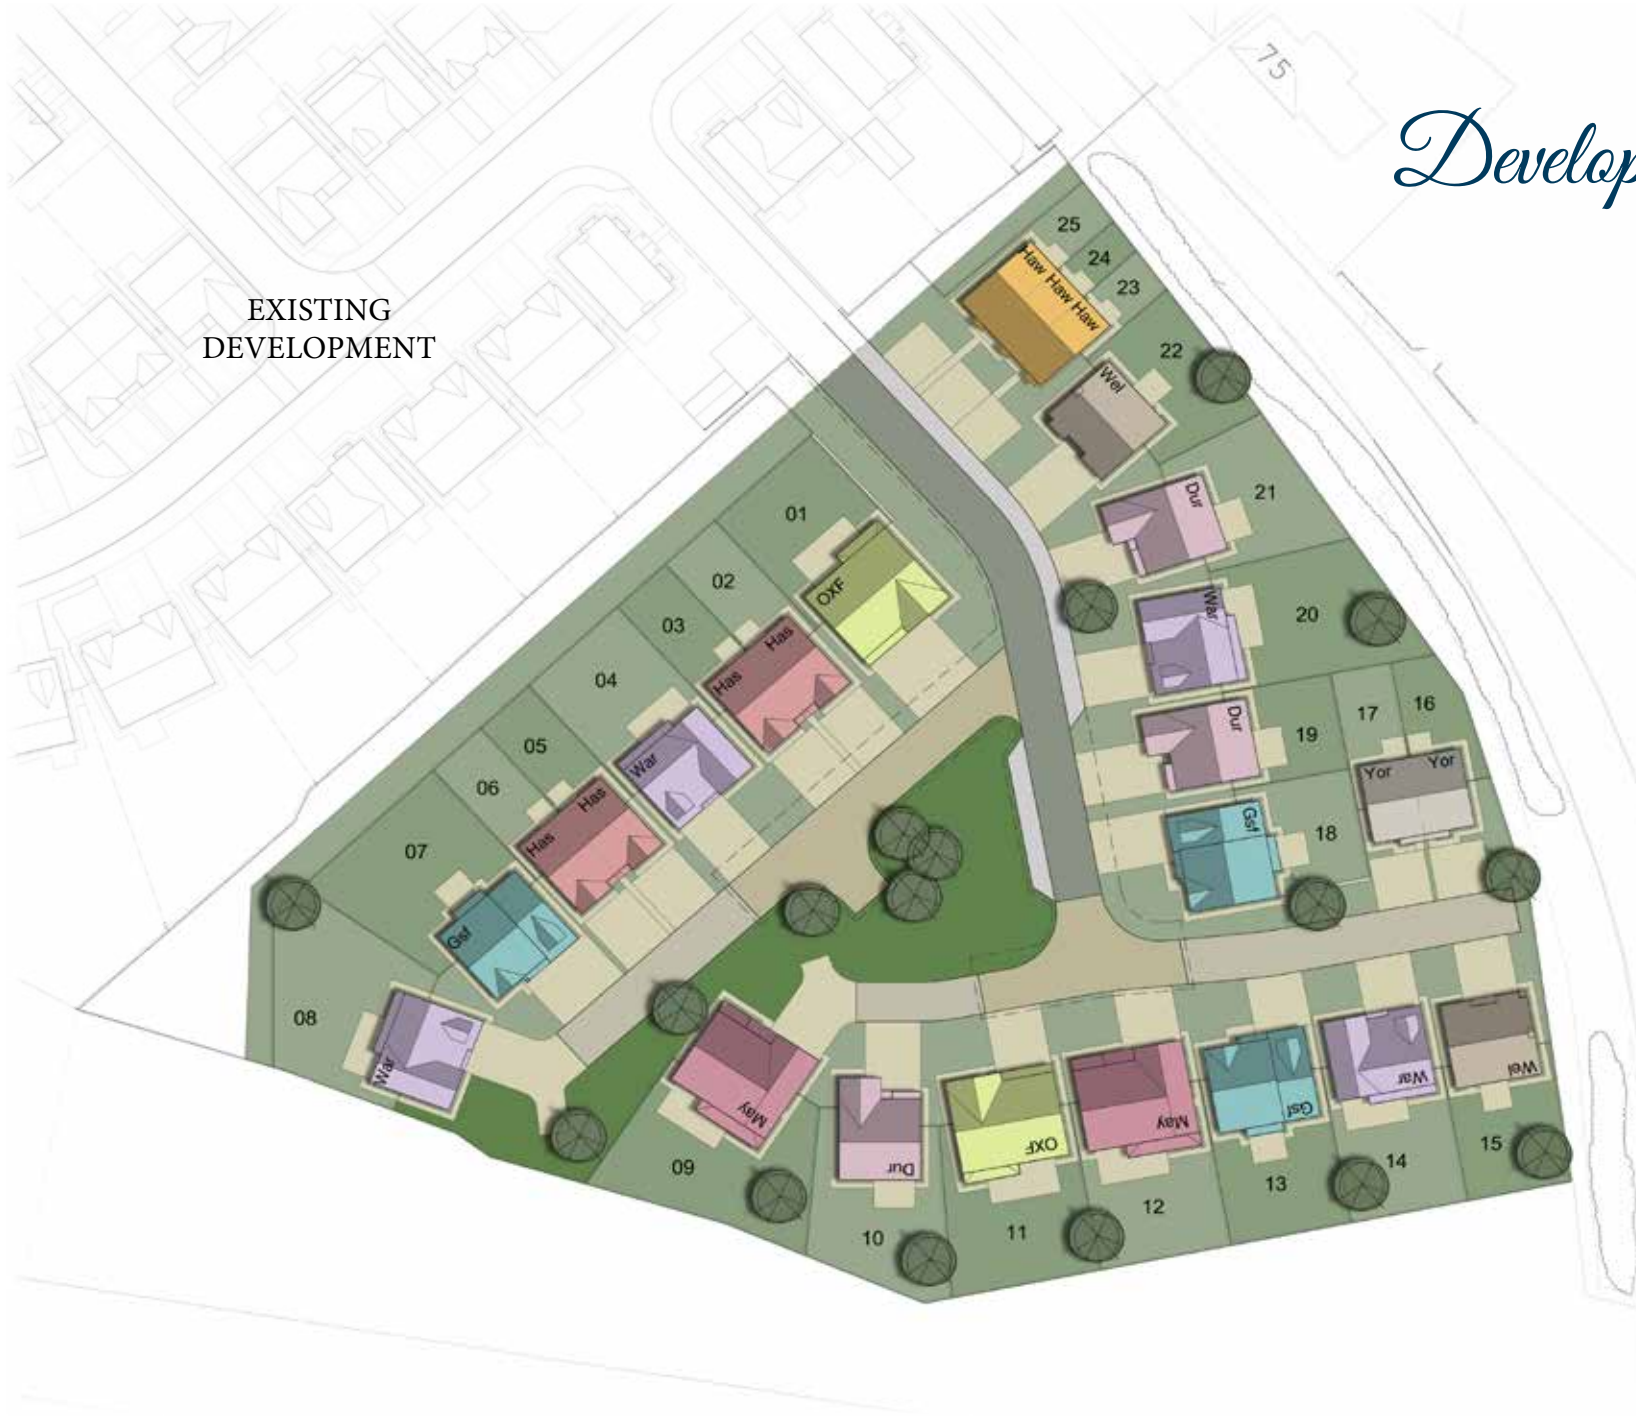 75
Develop
EXISTING
DEVELOPMENT
25
24
23
Haw Haw Haw
22
Wel
21
Dur
01
OXF
02
03
Has Has
04
War
05
06
Has Has
07
Gsf
08
War
20
War
19
Dur
17
16
Yor Yor
18
Gsf
May
09
Dur
10
OXF
11
May
12
Gsf
13
War
14
Wel
15